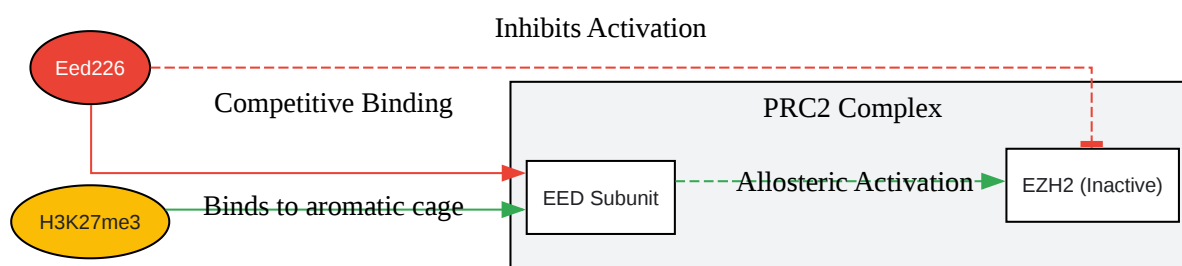 Inhibits Activation
Eed226
Competitive Binding
PRC2 Complex
Allosteric Activation
EZH2 (Inactive)
EED Subunit
Binds to aromatic cage
H3K27me3